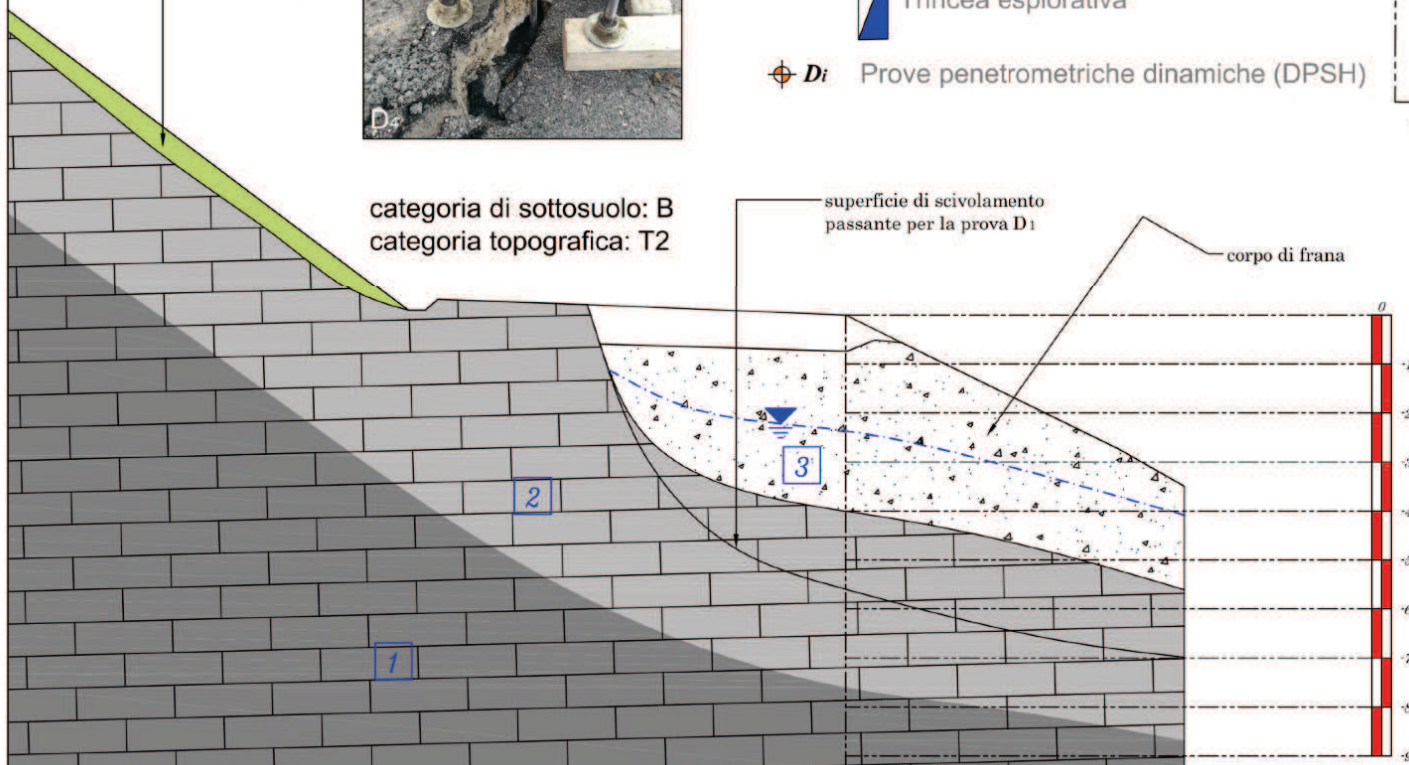 Trincea esplorativa
Di Prove penetrometriche dinamiche (DPSH)
D4
categoria di sottosuolo: B
categoria topografica: T2
superficie di scivolamento
passante per la prova D1
corpo di frana
0
3
2
1